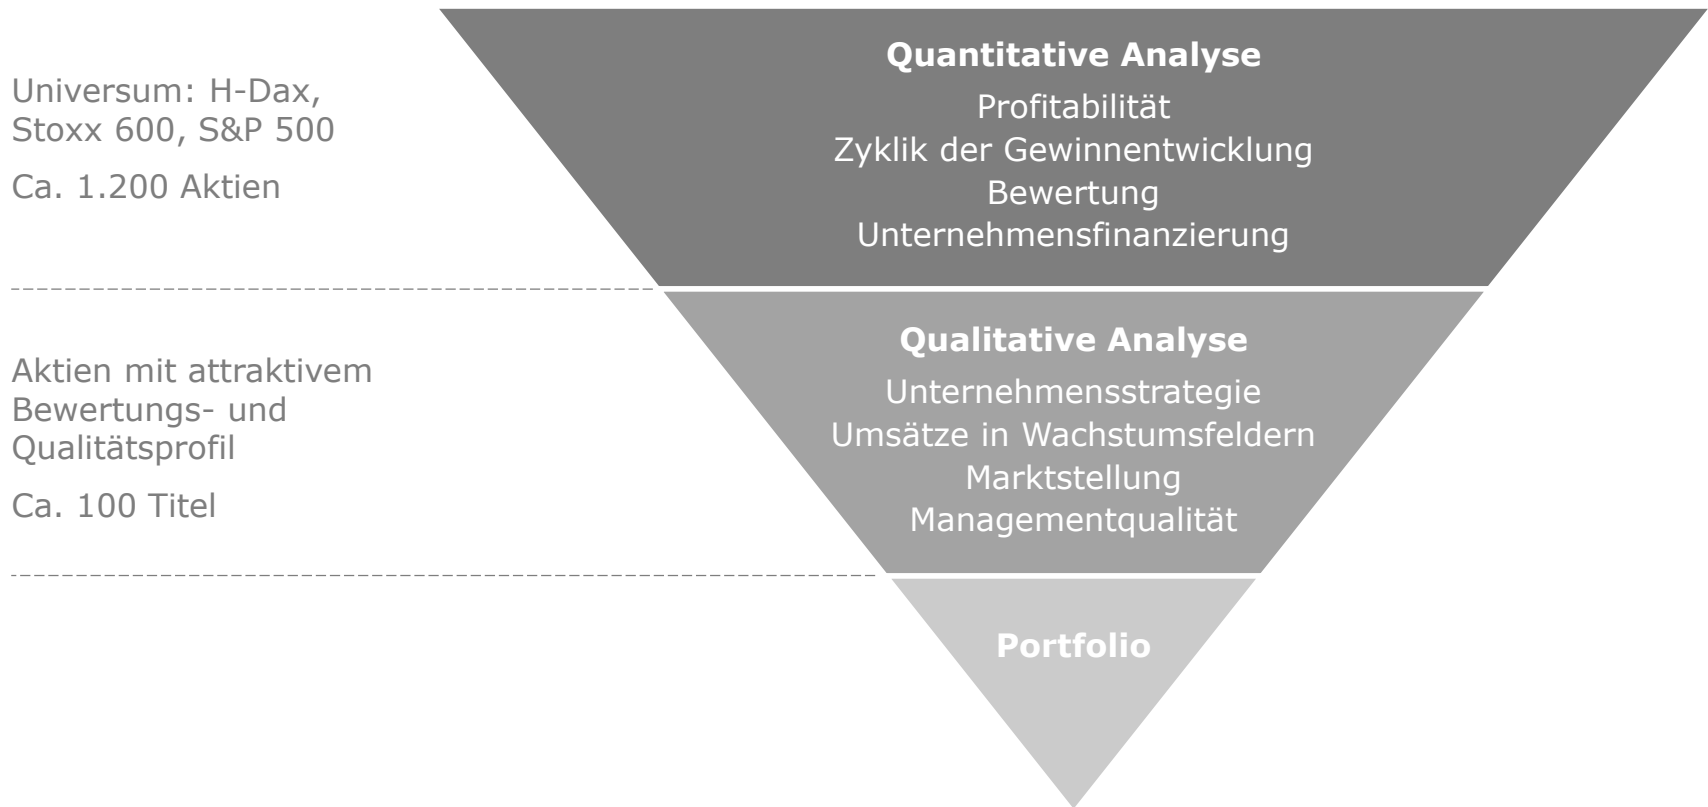 Universum: H-Dax,
Stoxx 600, S&P 500
Ca. 1.200 Aktien
Quantitative Analyse
Profitabilität
Zyklik der Gewinnentwicklung
Bewertung
Unternehmensfinanzierung
Aktien mit attraktivem
Bewertungs- und
Qualitätsprofil
Ca. 100 Titel
Qualitative Analyse
Unternehmensstrategie
Umsätze in Wachstumsfeldern
Marktstellung
Managementqualität
Portfolio